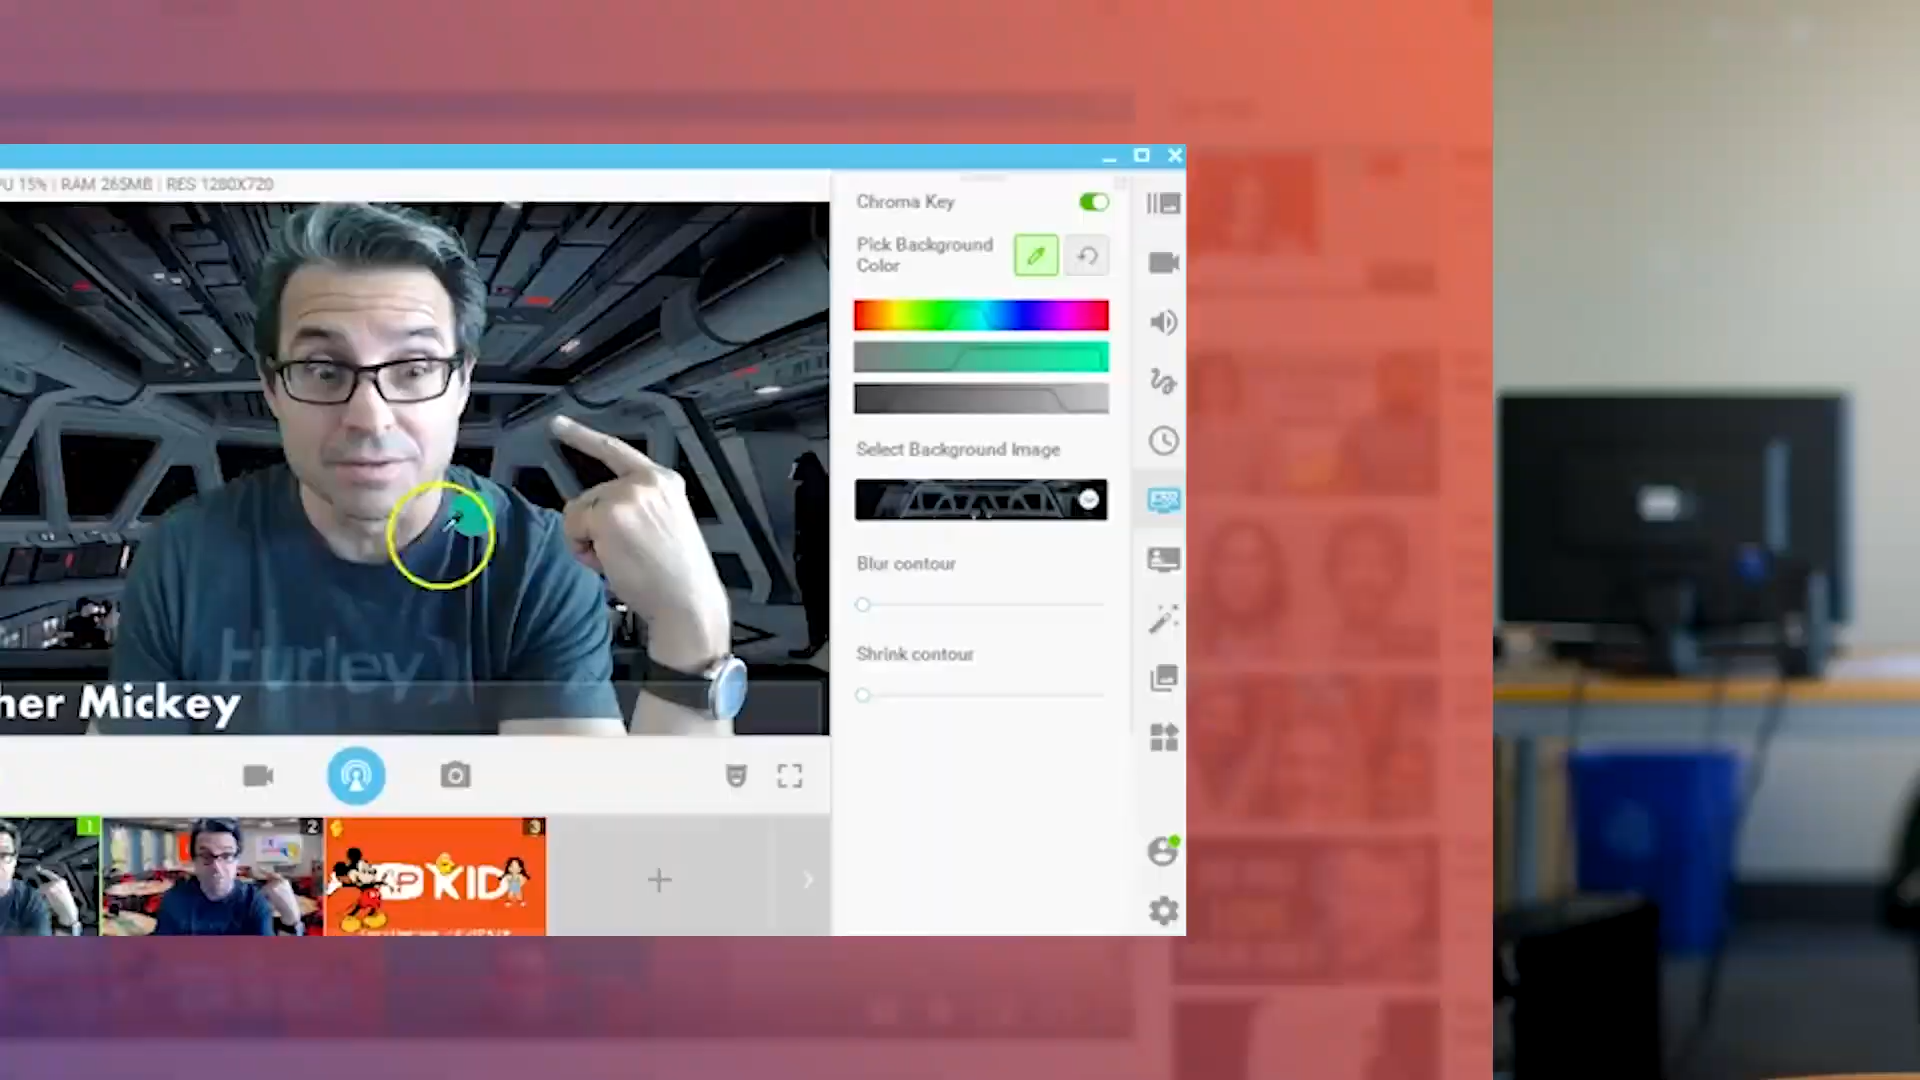 PU 15% | RAM 265MB | RES 1280X720
Chroma Key
Pick Background
Color
Select Background Image
Blur contour
Shrink contour
Hurley
her Mickey
1
2
3
KID